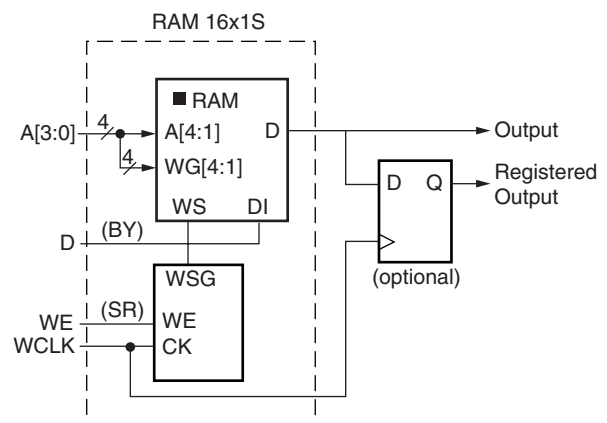 RAM 16x1S
RAM
A[3:0]
4
A[4:1]
D
Output
4
WG[4:1]
D
Q
Registered
Output
WS
DI
D
(BY)
WSG
(optional)
WE
(SR)
WE
WCLK
CK